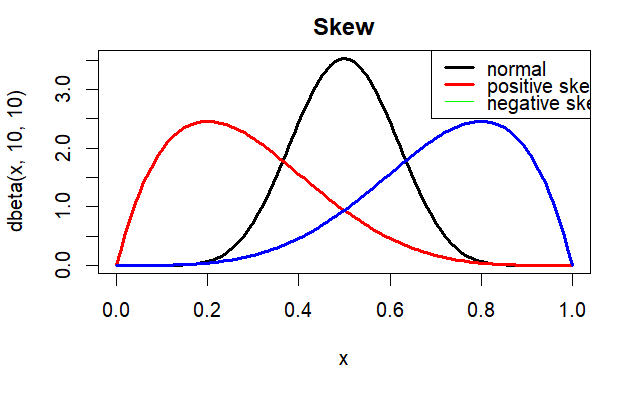 Skew
dbeta(x, 10, 10)
3.0
2.0
1.0
0.0
normal
positive ske
negative ske
0.0 0.2 0.4 0.6 0.8 1.0
x